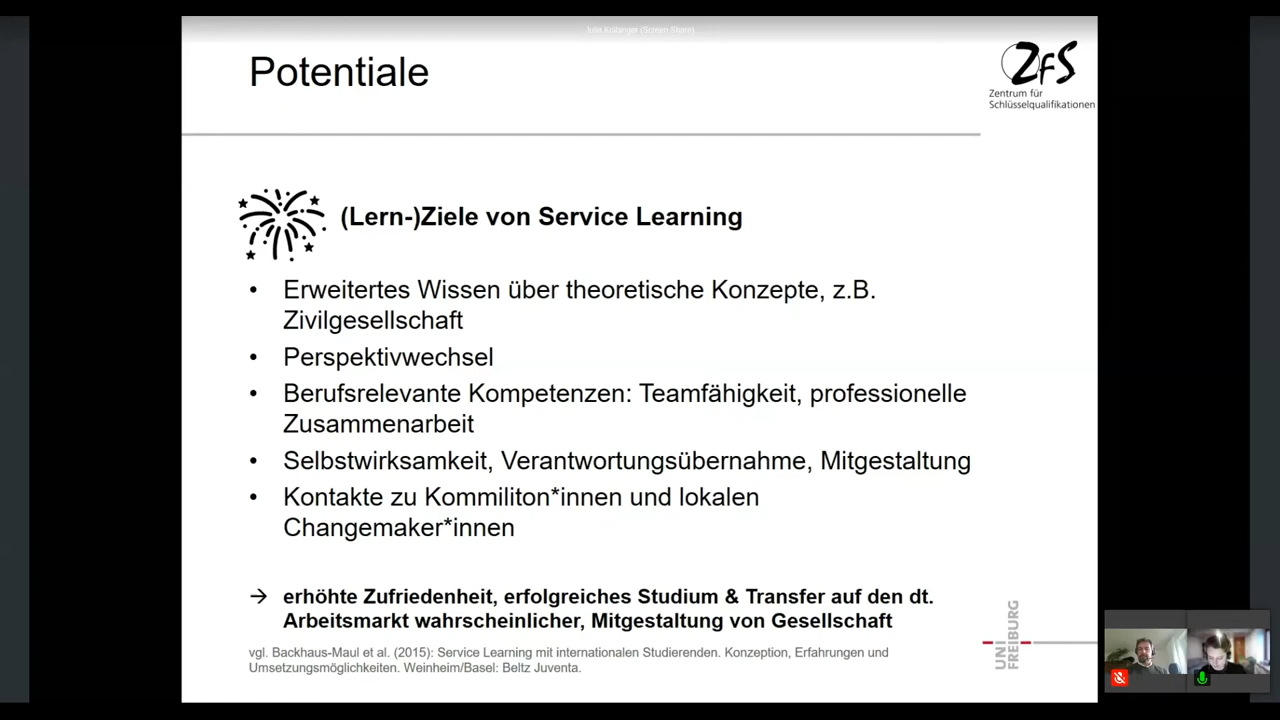 Potentiale
ZfS
Zentrum für
Schlüsselqualifikationen
(Lern-)Ziele von Service Learning
• Erweitertes Wissen über theoretische Konzepte, z.B.
Zivilgesellschaft
• Perspektivwechsel
• Berufsrelevante Kompetenzen: Teamfähigkeit, professionelle
Zusammenarbeit
• Selbstwirksamkeit, Verantwortungsübernahme, Mitgestaltung
• Kontakte zu Kommiliton*innen und lokalen
Changemaker*innen
→ erhöhte Zufriedenheit, erfolgreiches Studium & Transfer auf den dt.
Arbeitsmarkt wahrscheinlicher, Mitgestaltung von Gesellschaft
vgl. Backhaus-Maul et al. (2015): Service Learning mit internationalen Studierenden. Konzeption, Erfahrungen und
Umsetzungsmöglichkeiten. Weinheim/Basel: Beltz Juventa.
UNI
FREIBURG